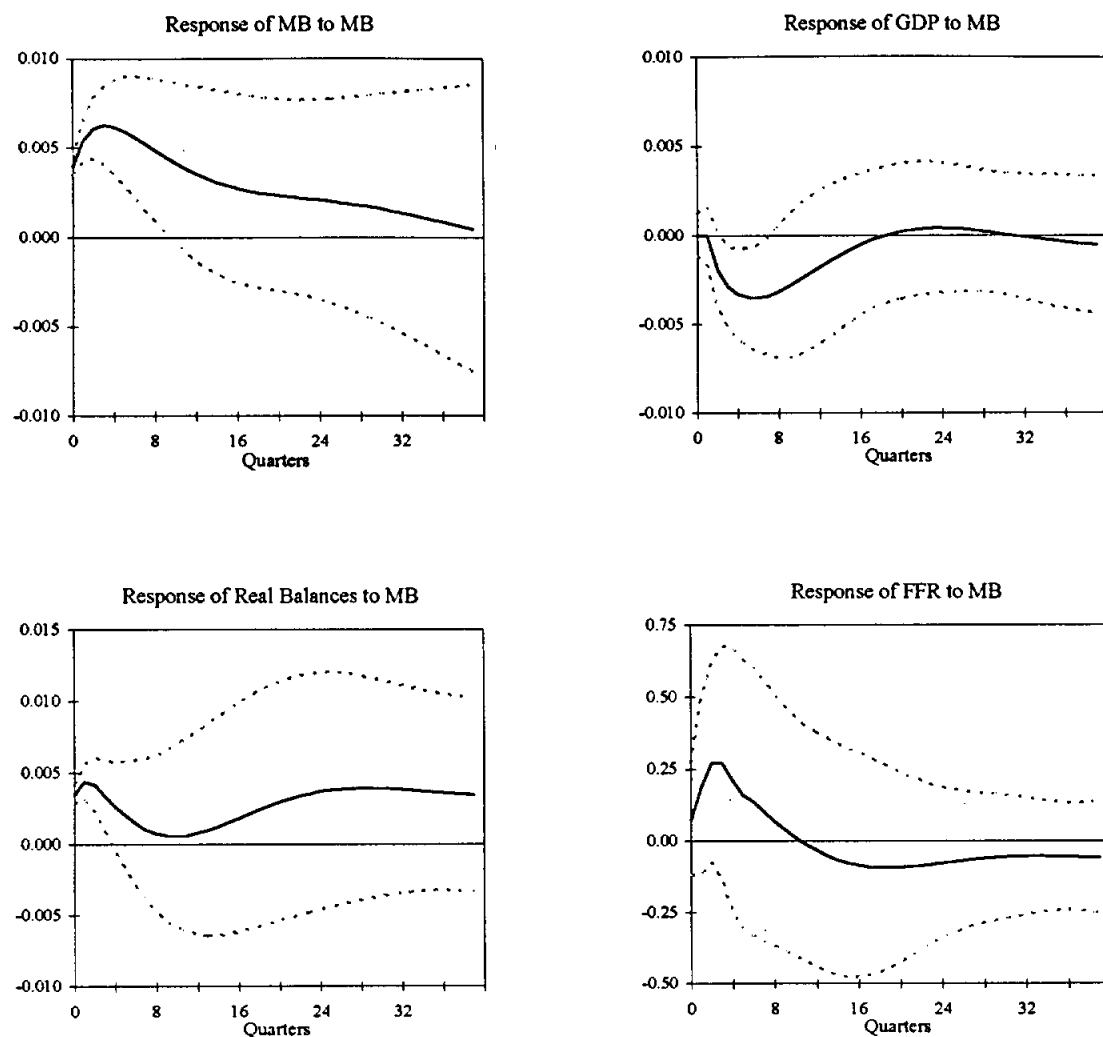 Response of MB to MB
0.010
0.005
0.000
-0.005
-0.010
0 8 16 24 32
Quarters
Response of GDP to MB
0.010
0.005
0.000
-0.005
-0.010
0 8 16 24 32
Quarters
Response of Real Balances to MB
0.015
0.010
0.005
0.000
-0.005
-0.010
0 8 16 24 32
Quarters
Response of FFR to MB
0.75
0.50
0.25
0.00
-0.25
-0.50
0 8 16 24 32
Quarters